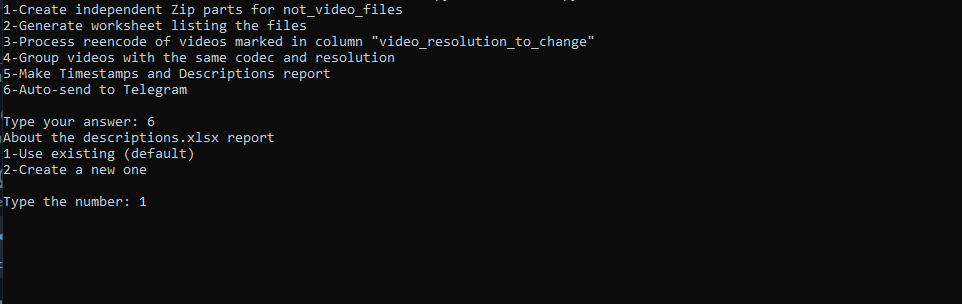 1-Create independent Zip parts for not_video_files
2-Generate worksheet listing the files
3-Process reencode of videos marked in column "video_resolution_to_change"
4-Group videos with the same codec and resolution
5-Make Timestamps and Descriptions report
6-Auto-send to Telegram
Type your answer: 6
About the descriptions.xlsx report
1-Use existing (default)
2-Create a new one
Type the number: 1